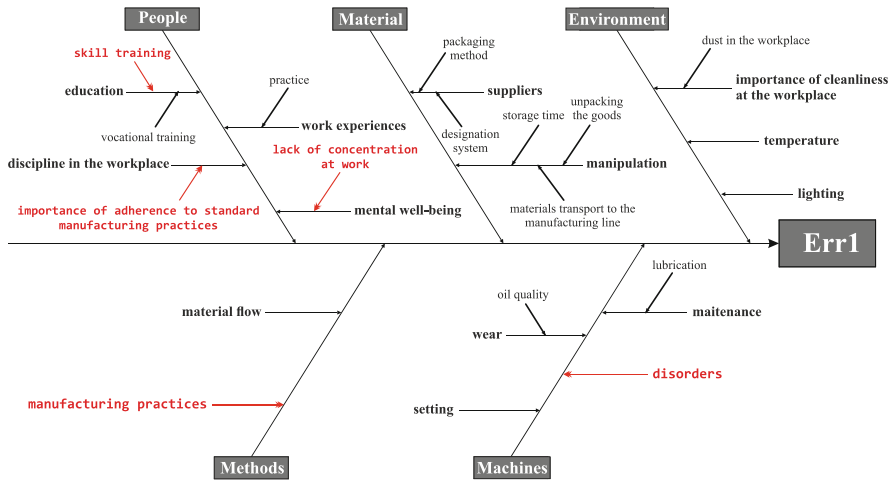 People
Material
Environment
skill training
packaging
method
dust in the workplace
education
suppliers
importance of cleanliness
at the workplace
practice
vocational training
work experiences
designation
system
storage time
unpacking
the goods
temperature
discipline in the workplace
lack of concentration
at work
manipulation
lighting
importance of adherence to standard
manufacturing practices
mental well-being
materials transport to the
manufacturing line
Err1
material flow
oil quality
lubrication
wear
maitenance
manufacturing practices
disorders
setting
Methods
Machines